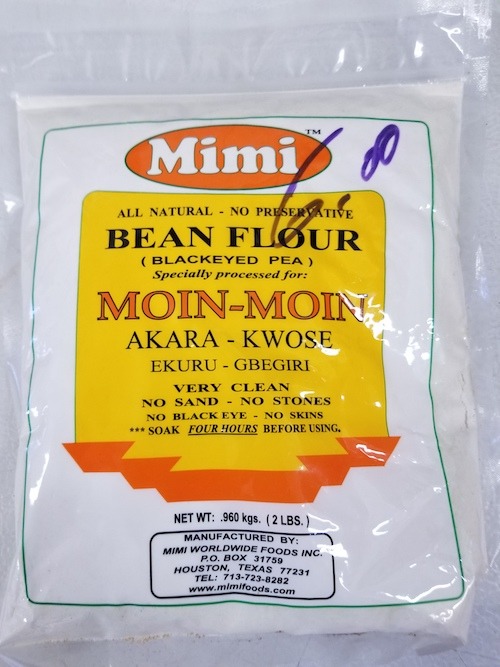 Mimi™
6.00
ALL NATURAL - NO PRESERVATIVE
BEAN FLOUR
( BLACKEYED PEA )
Specially processed for:
MOIN-MOIN
AKARA - KWOSE
EKURU - GBEGIRI
VERY CLEAN
NO SAND - NO STONES
NO BLACK EYE - NO SKINS
*** SOAK FOUR HOURS BEFORE USING.
NET WT: .960 kgs. ( 2 LBS. )
MANUFACTURED BY:
MIMI WORLDWIDE FOODS INC.
P.O. BOX 31759
HOUSTON, TEXAS 77231
TEL: 713-723-8282
www.mimifoods.com